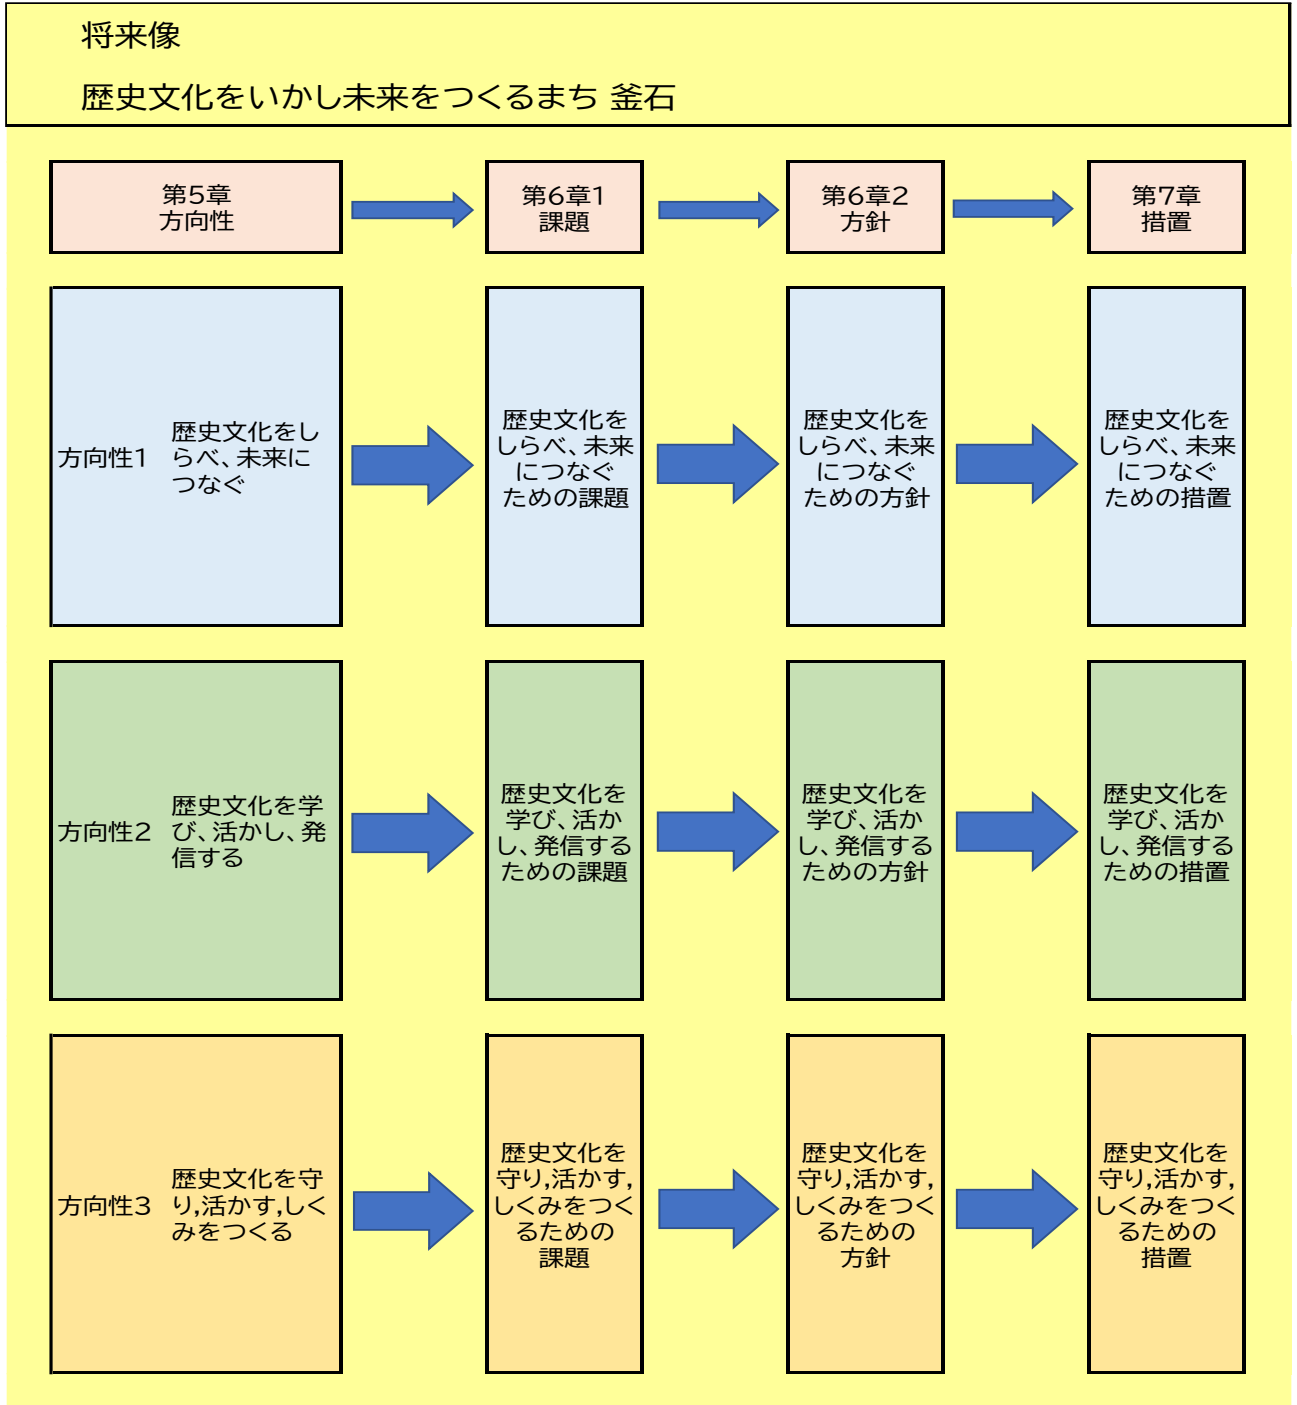 将来像
歴史文化をいかし未来をつくるまち 釜石
第5章
方向性
第6章1
課題
第6章2
方針
第7章
措置
方向性1
歴史文化をし
らべ、未来に
つなぐ
歴史文化を
しらべ、未来
につなぐ
ための課題
歴史文化を
しらべ、未来
につなぐ
ための方針
歴史文化を
しらべ、未来
につなぐ
ための措置
方向性2
歴史文化を学
び、活かし、発
信する
歴史文化を
学び、活か
し、発信する
ための課題
歴史文化を
学び、活か
し、発信する
ための方針
歴史文化を
学び、活か
し、発信する
ための措置
方向性3
歴史文化を守
り,活かす,しく
みをつくる
歴史文化を
守り,活かす,
しくみをつく
るための
課題
歴史文化を
守り,活かす,
しくみをつく
るための
方針
歴史文化を
守り,活かす,
しくみをつく
るための
措置